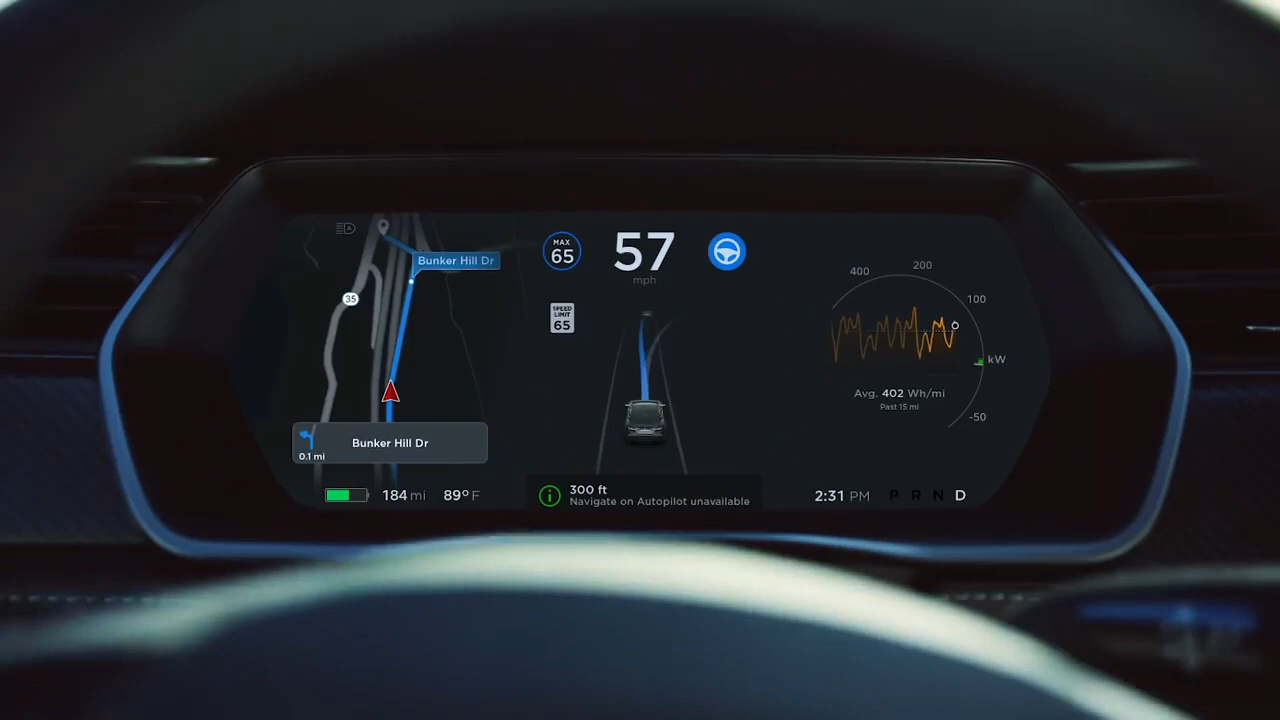 35
Bunker Hill Dr
Bunker Hill Dr
0.1 mi
184 mi
89° F
MAX
65
57
mph
SPEED
LIMIT
65
300 ft
Navigate on Autopilot unavailable
400
200
100
kW
-50
Avg. 402 Wh/mi
Past 15 mi
2:31 PM
P R N D